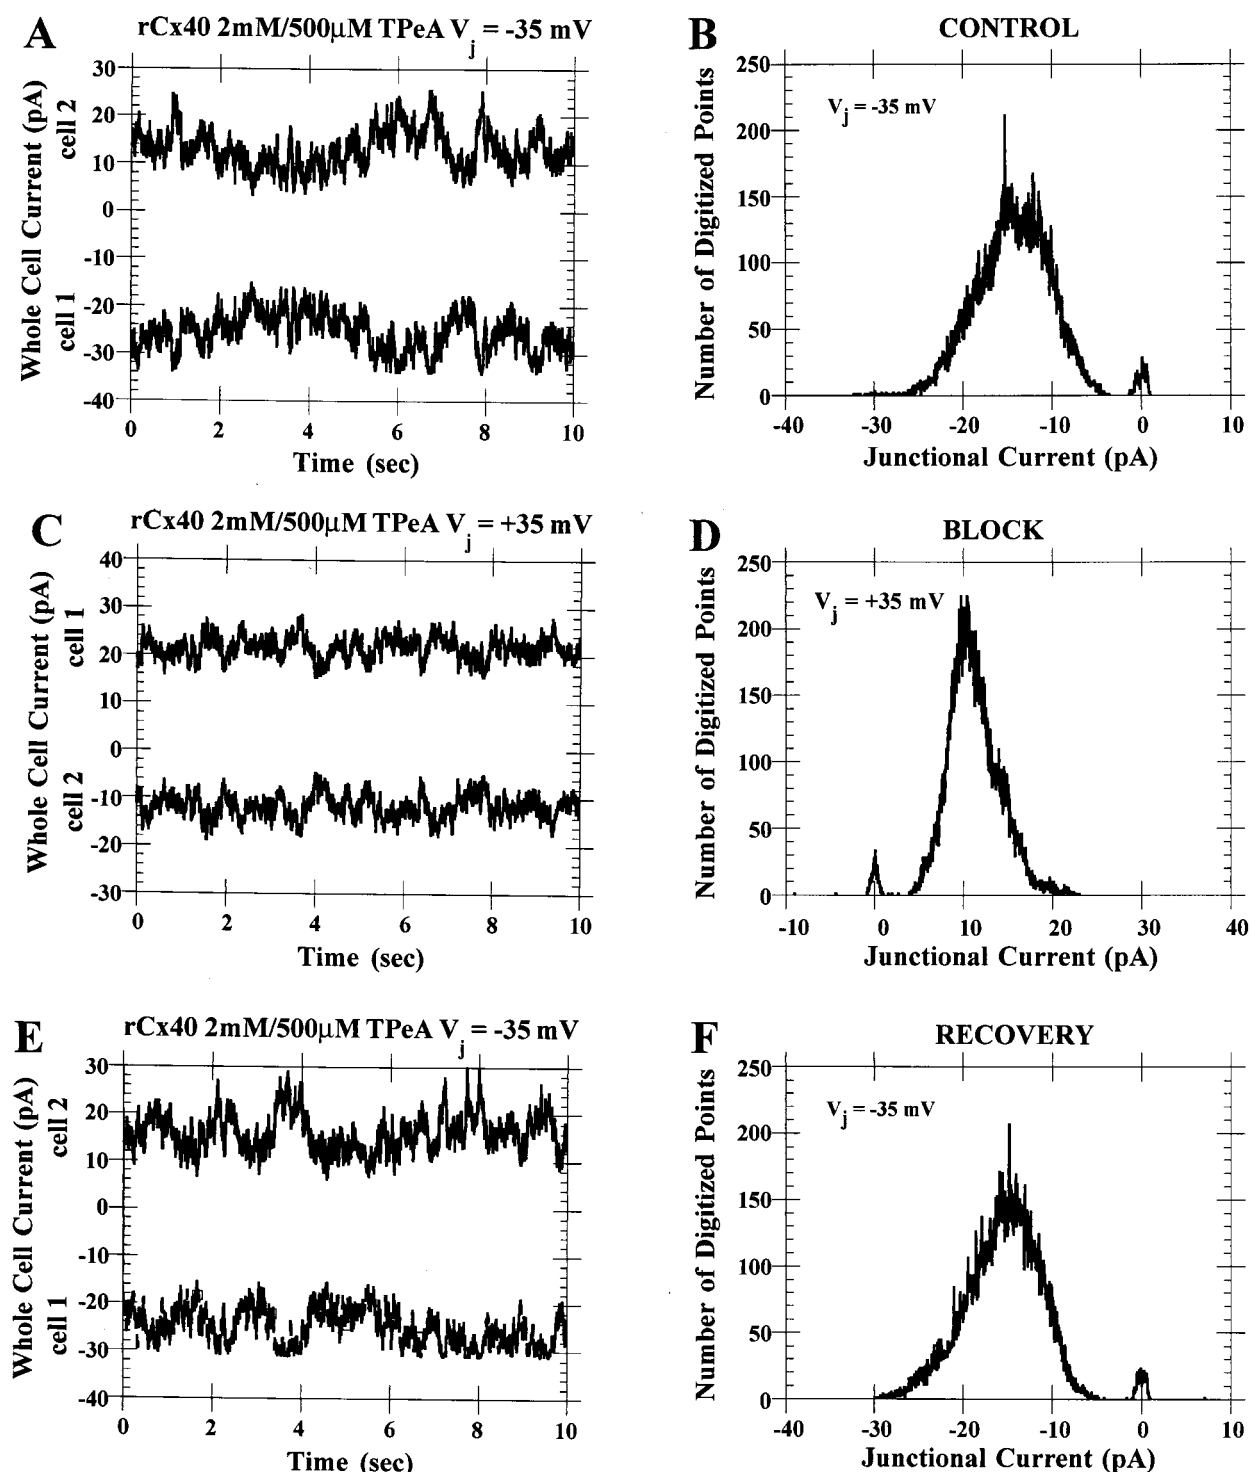 A
rCx40 2mM/500μM TPeA Vj = -35 mV
Whole Cell Current (pA)
cell 1 cell 2
30
20
10
0
-10
-20
-30
-40
0 2 4 6 8 10
Time (sec)
B
CONTROL
Vj = -35 mV
Number of Digitized Points
250
200
150
100
50
0
-40 -30 -20 -10 0 10
Junctional Current (pA)
C
rCx40 2mM/500μM TPeA Vj = +35 mV
Whole Cell Current (pA)
cell 2 cell 1
40
30
20
10
0
-10
-20
-30
0 2 4 6 8 10
Time (sec)
D
BLOCK
Vj = +35 mV
Number of Digitized Points
250
200
150
100
50
0
-10 0 10 20 30 40
Junctional Current (pA)
E
rCx40 2mM/500μM TPeA Vj = -35 mV
Whole Cell Current (pA)
cell 1 cell 2
30
20
10
0
-10
-20
-30
-40
0 2 4 6 8 10
Time (sec)
F
RECOVERY
Vj = -35 mV
Number of Digitized Points
250
200
150
100
50
0
-40 -30 -20 -10 0 10
Junctional Current (pA)